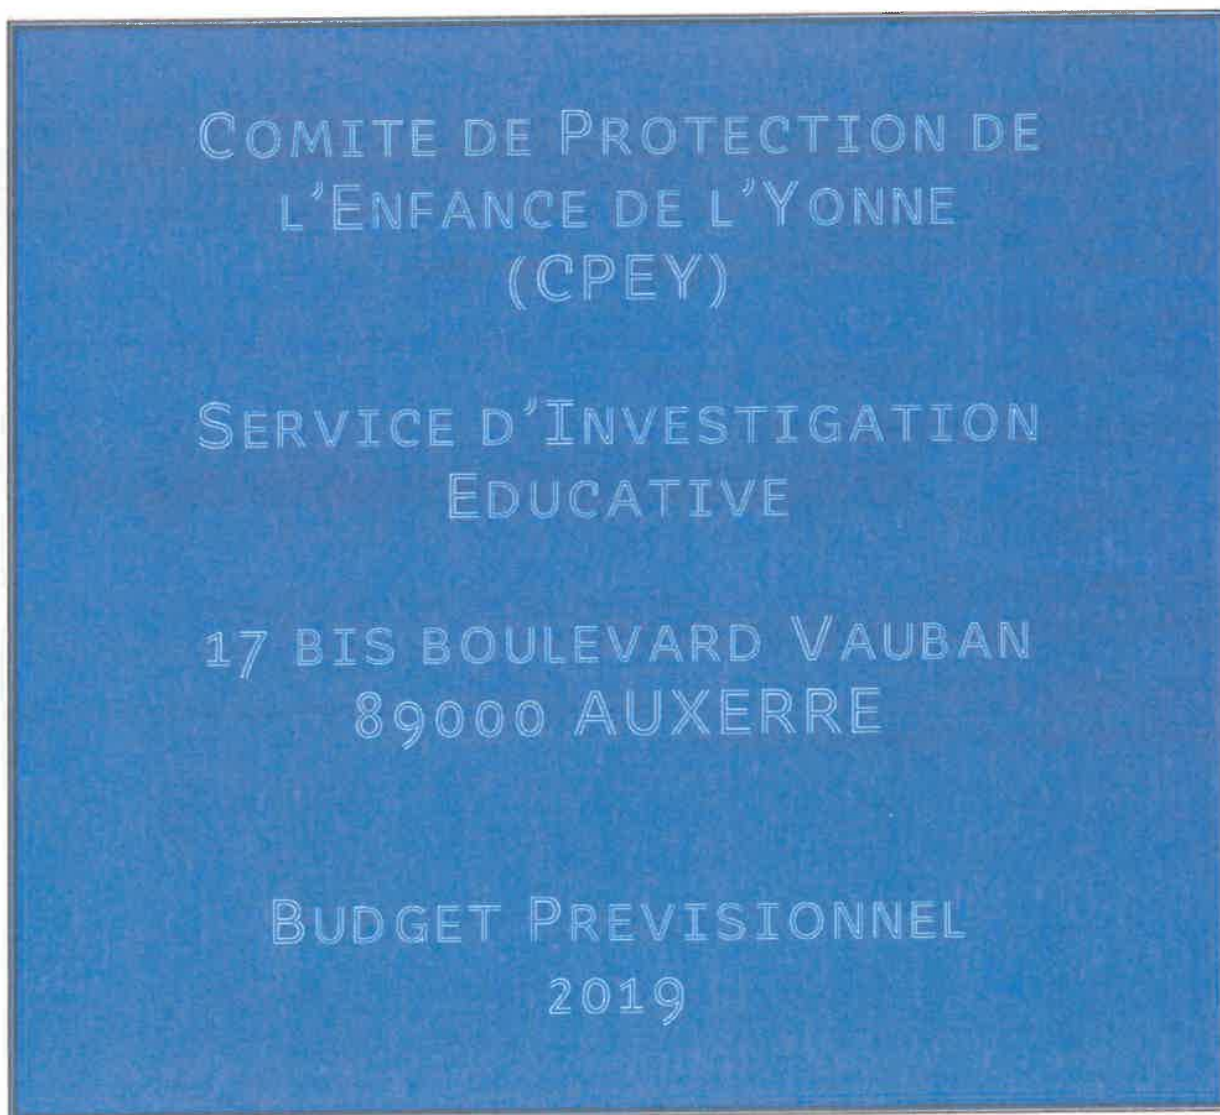 COMITE DE PROTECTION DE
L'ENFANCE DE L'YONNE
(CPEY)
SERVICE D'INVESTIGATION
EDUCATIVE
17 BIS BOULEVARD VAUBAN
89000 AUXERRE
BUDGET PREVISIONNEL
2019